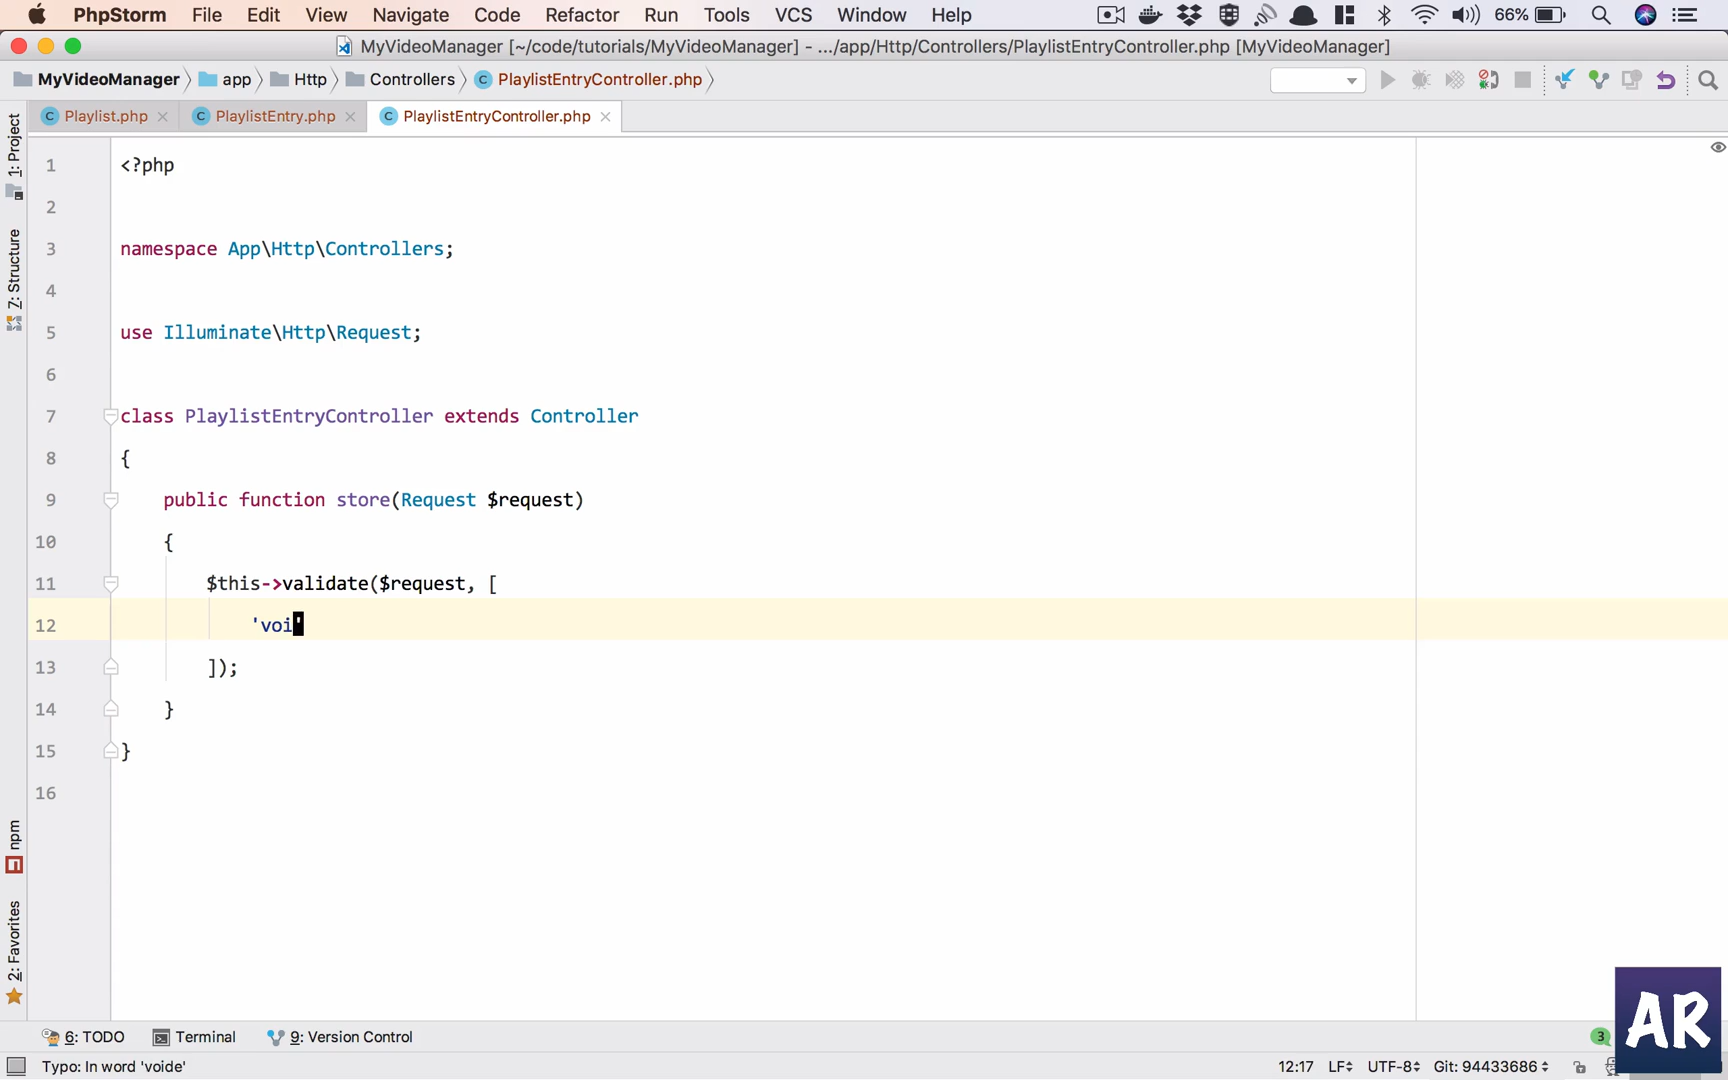 PhpStorm File Edit View Navigate Code Refactor Run Tools VCS Window Help 66%
MyVideoManager [~/code/tutorials/MyVideoManager] - .../app/Http/Controllers/PlaylistEntryController.php [MyVideoManager]
MyVideoManager app Http Controllers PlaylistEntryController.php
Playlist.php PlaylistEntry.php PlaylistEntryController.php
1: Project
7: Structure
npm
2: Favorites
1 <?php
2
3 namespace App\Http\Controllers;
4
5 use Illuminate\Http\Request;
6
7 class PlaylistEntryController extends Controller
8 {
9 public function store(Request $request)
10 {
11 $this->validate($request, [
12 'voi'
13 ]);
14 }
15 }
16
AR
6: TODO Terminal 9: Version Control 3
Typo: In word 'voide' 12:17 LF UTF-8 Git: 94433686